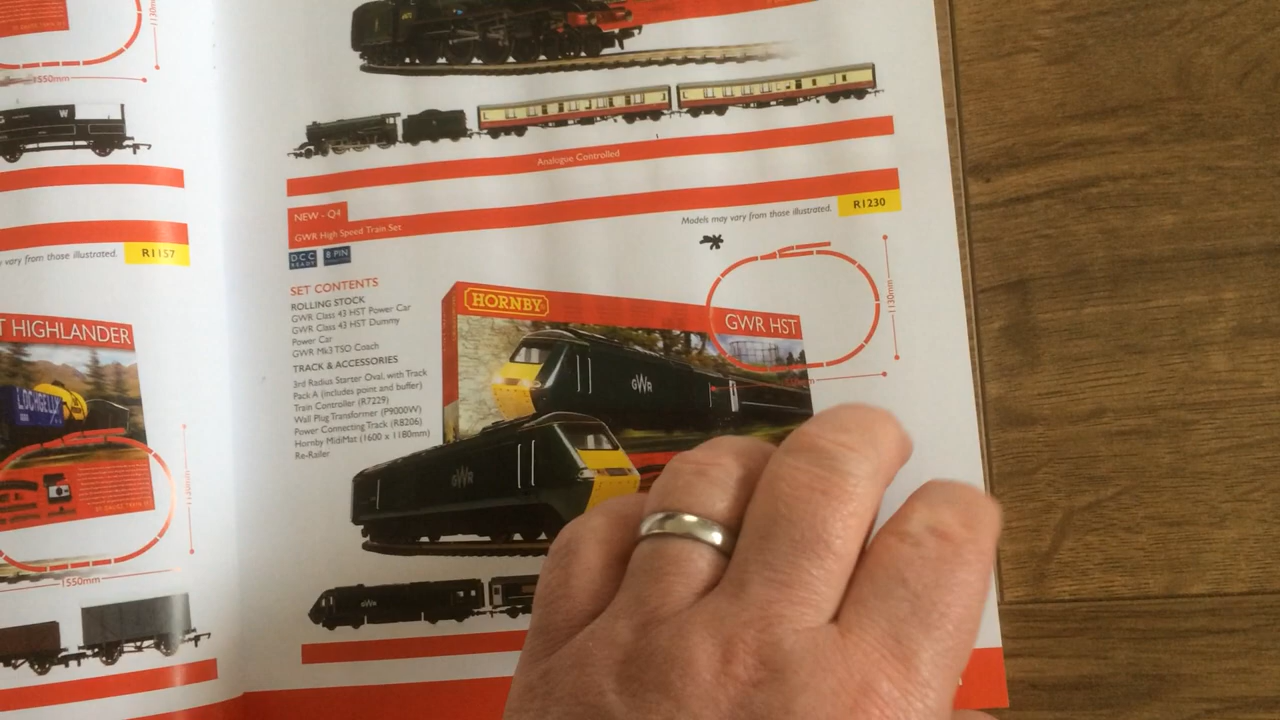 1550mm
W
Analogue Controlled
NEW - Q4
GWR High Speed Train Set
Models may vary from those illustrated.
R1230
vary from those illustrated.
R1157
DCC
READY
8 PIN
SET CONTENTS
ROLLING STOCK
GWR Class 43 HST Power Car
GWR Class 43 HST Dummy
Power Car
GWR Mk3 TSO Coach
TRACK & ACCESSORIES
3rd Radius Starter Oval, with Track
Pack A (includes point and buffer)
Train Controller (R7229)
Wall Plug Transformer (P9000W)
Power Connecting Track (R8206)
Hornby MidiMat (1600 x 1180mm)
Re-Railer
HORNBY
GWR HST
1130mm
GWR
GWR
GWR
T HIGHLANDER
LOCHGELLY
1550mm